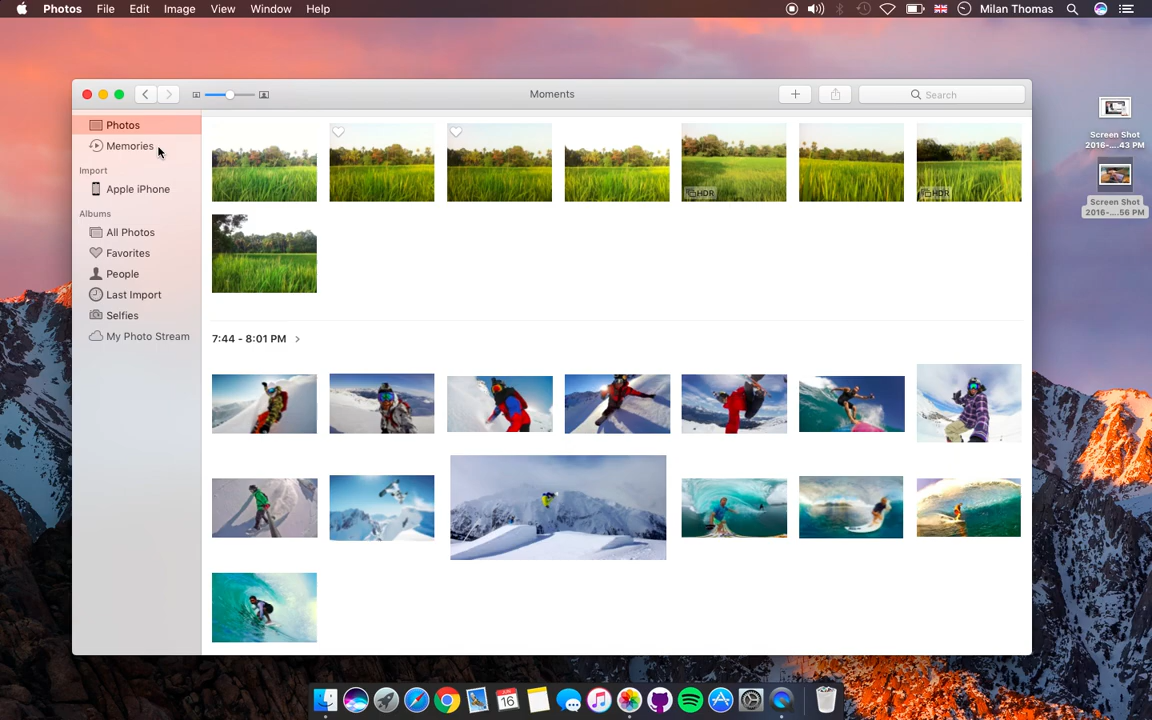 Photos File Edit Image View Window Help Milan Thomas
Moments
Search
Photos
Memories
Import
Apple iPhone
Albums
All Photos
Favorites
People
Last Import
Selfies
My Photo Stream
HDR
HDR
7:44 - 8:01 PM
Screen Shot
2016-....43 PM
Screen Shot
2016-....56 PM
16